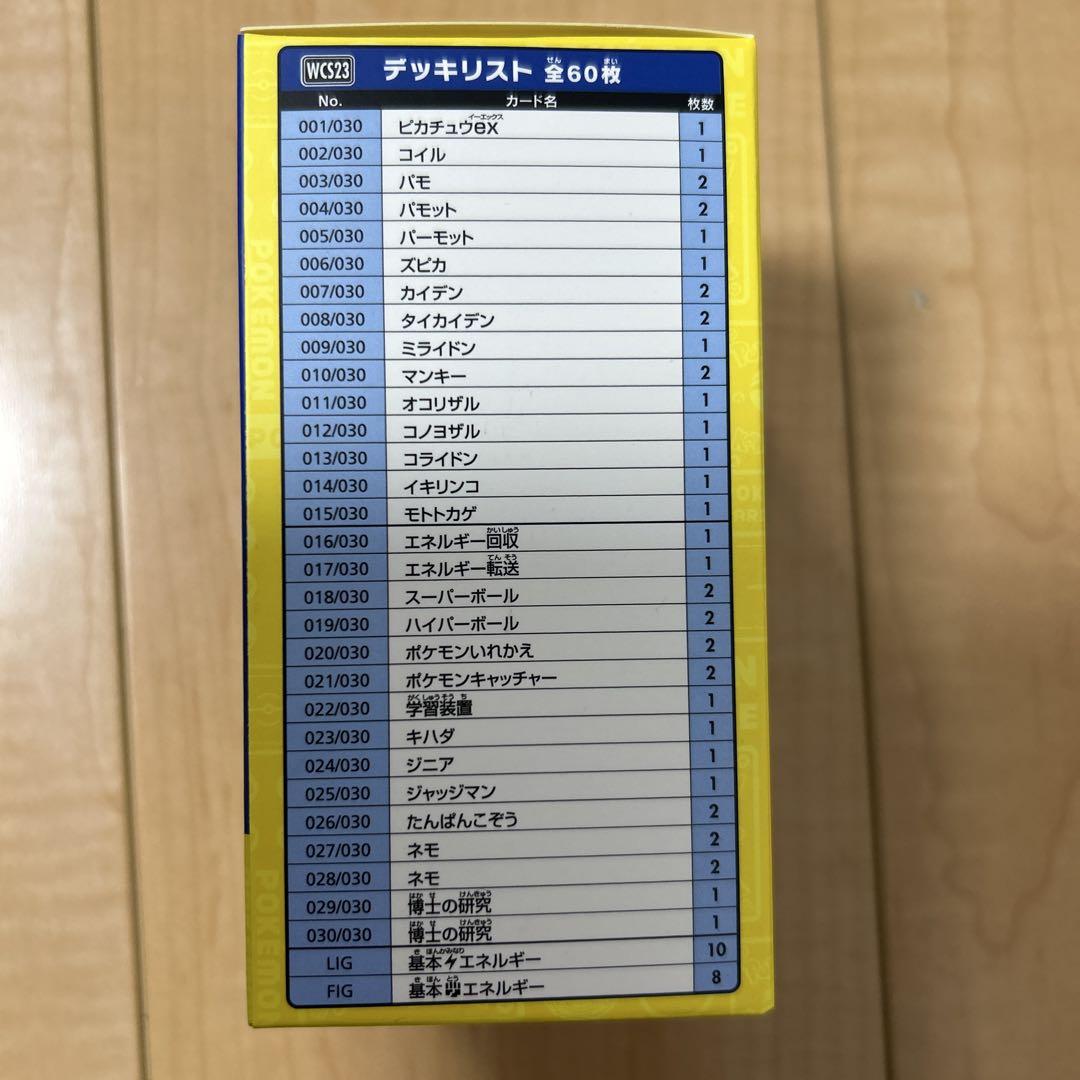 WCS23 デッキリスト 全60枚
No. カード名 枚数
001/030 ピカチュウex 1
002/030 コイル 1
003/030 パモ 2
004/030 パモット 2
005/030 パーモット 1
006/030 ズピカ 1
007/030 カイデン 2
008/030 タイカイデン 2
009/030 ミライドン 1
010/030 マンキー 2
011/030 オコリザル 1
012/030 コノヨザル 1
013/030 コライドン 1
014/030 イキリンコ 1
015/030 モトトカゲ 1
016/030 エネルギー回収 1
017/030 エネルギー転送 1
018/030 スーパーボール 2
019/030 ハイパーボール 2
020/030 ポケモンいれかえ 2
021/030 ポケモンキャッチャー 2
022/030 学習装置 1
023/030 キハダ 1
024/030 ジニア 1
025/030 ジャッジマン 1
026/030 たんぱんこぞう 2
027/030 ネモ 2
028/030 ネモ 2
029/030 博士の研究 1
030/030 博士の研究 1
LIG 基本エネルギー 10
FIG 基本エネルギー 8
POKEMON
POKEMON